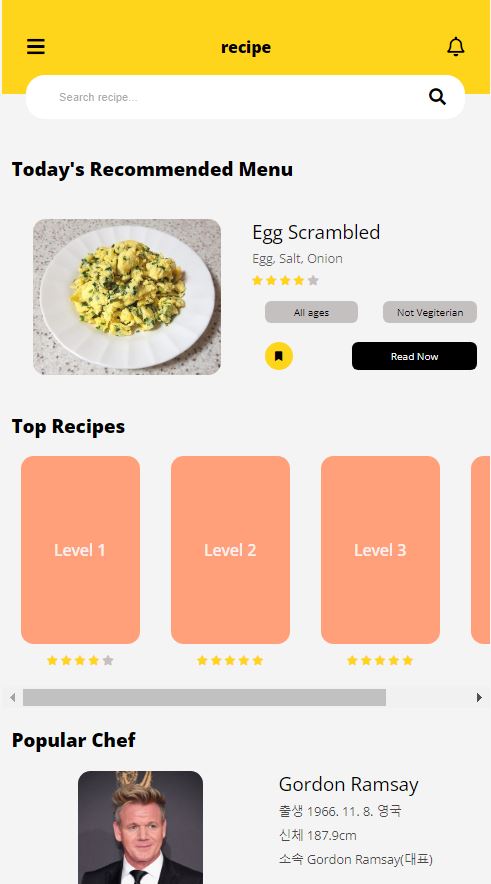 recipe
Search recipe...
Today's Recommended Menu
Egg Scrambled
Egg, Salt, Onion
All ages
Not Vegiterian
Read Now
Top Recipes
Level 1
Level 2
Level 3
Popular Chef
Gordon Ramsay
출생 1966. 11. 8. 영국
신체 187.9cm
소속 Gordon Ramsay(대표)